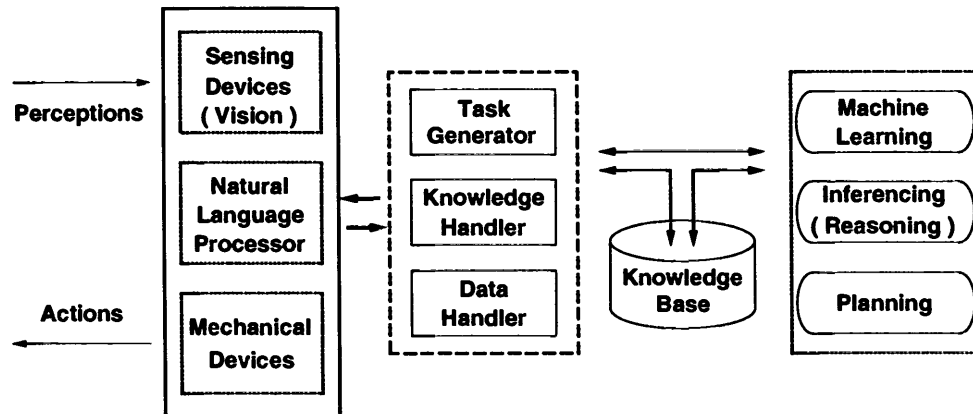 Perceptions
Actions
Sensing
Devices
( Vision )
Natural
Language
Processor
Mechanical
Devices
Task
Generator
Knowledge
Handler
Data
Handler
Knowledge
Base
Machine
Learning
Inferencing
( Reasoning )
Planning